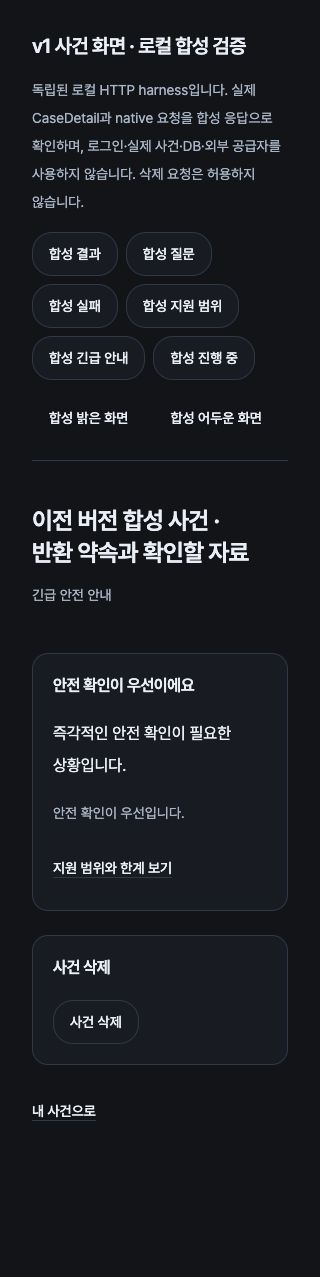 v1 사건 화면 · 로컬 합성 검증
독립된 로컬 HTTP harness입니다. 실제
CaseDetail과 native 요청을 합성 응답으로
확인하며, 로그인·실제 사건·DB·외부 공급자를
사용하지 않습니다. 삭제 요청은 허용하지
않습니다.
합성 결과 합성 질문
합성 실패 합성 지원 범위
합성 긴급 안내 합성 진행 중
합성 밝은 화면 합성 어두운 화면
이전 버전 합성 사건 ·
반환 약속과 확인할 자료
긴급 안전 안내
안전 확인이 우선이에요
즉각적인 안전 확인이 필요한
상황입니다.
안전 확인이 우선입니다.
지원 범위와 한계 보기
사건 삭제
사건 삭제
내 사건으로